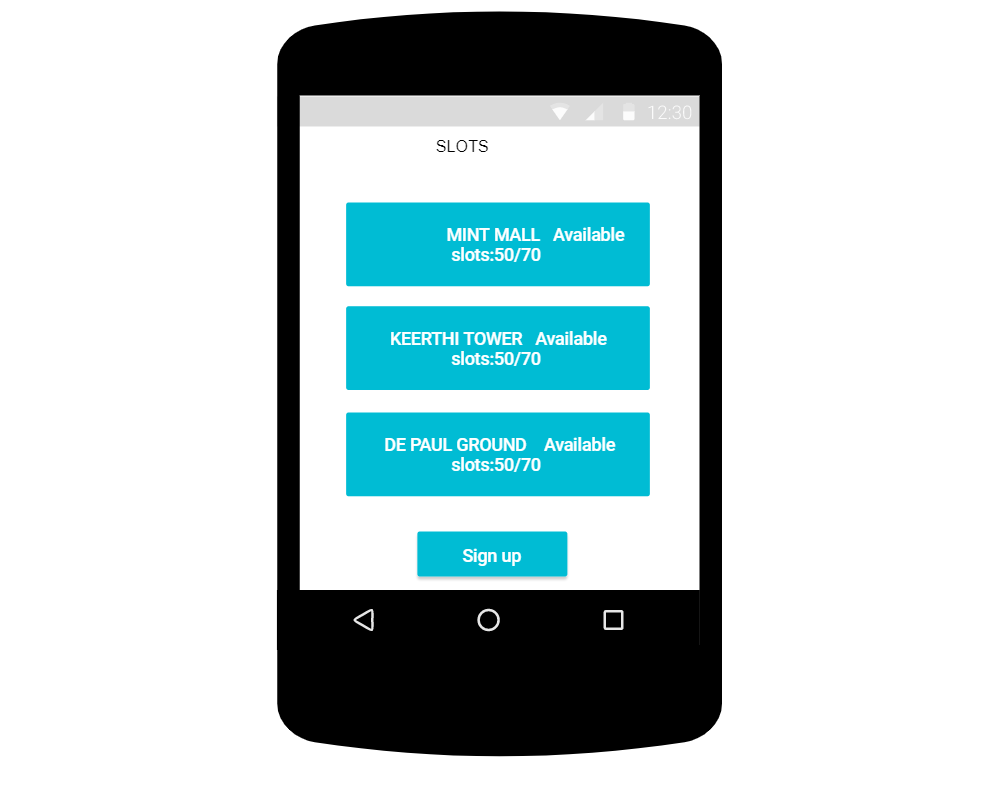 12:30
SLOTS
MINT MALL Available
slots:50/70
KEERTHI TOWER Available
slots:50/70
DE PAUL GROUND Available
slots:50/70
Sign up